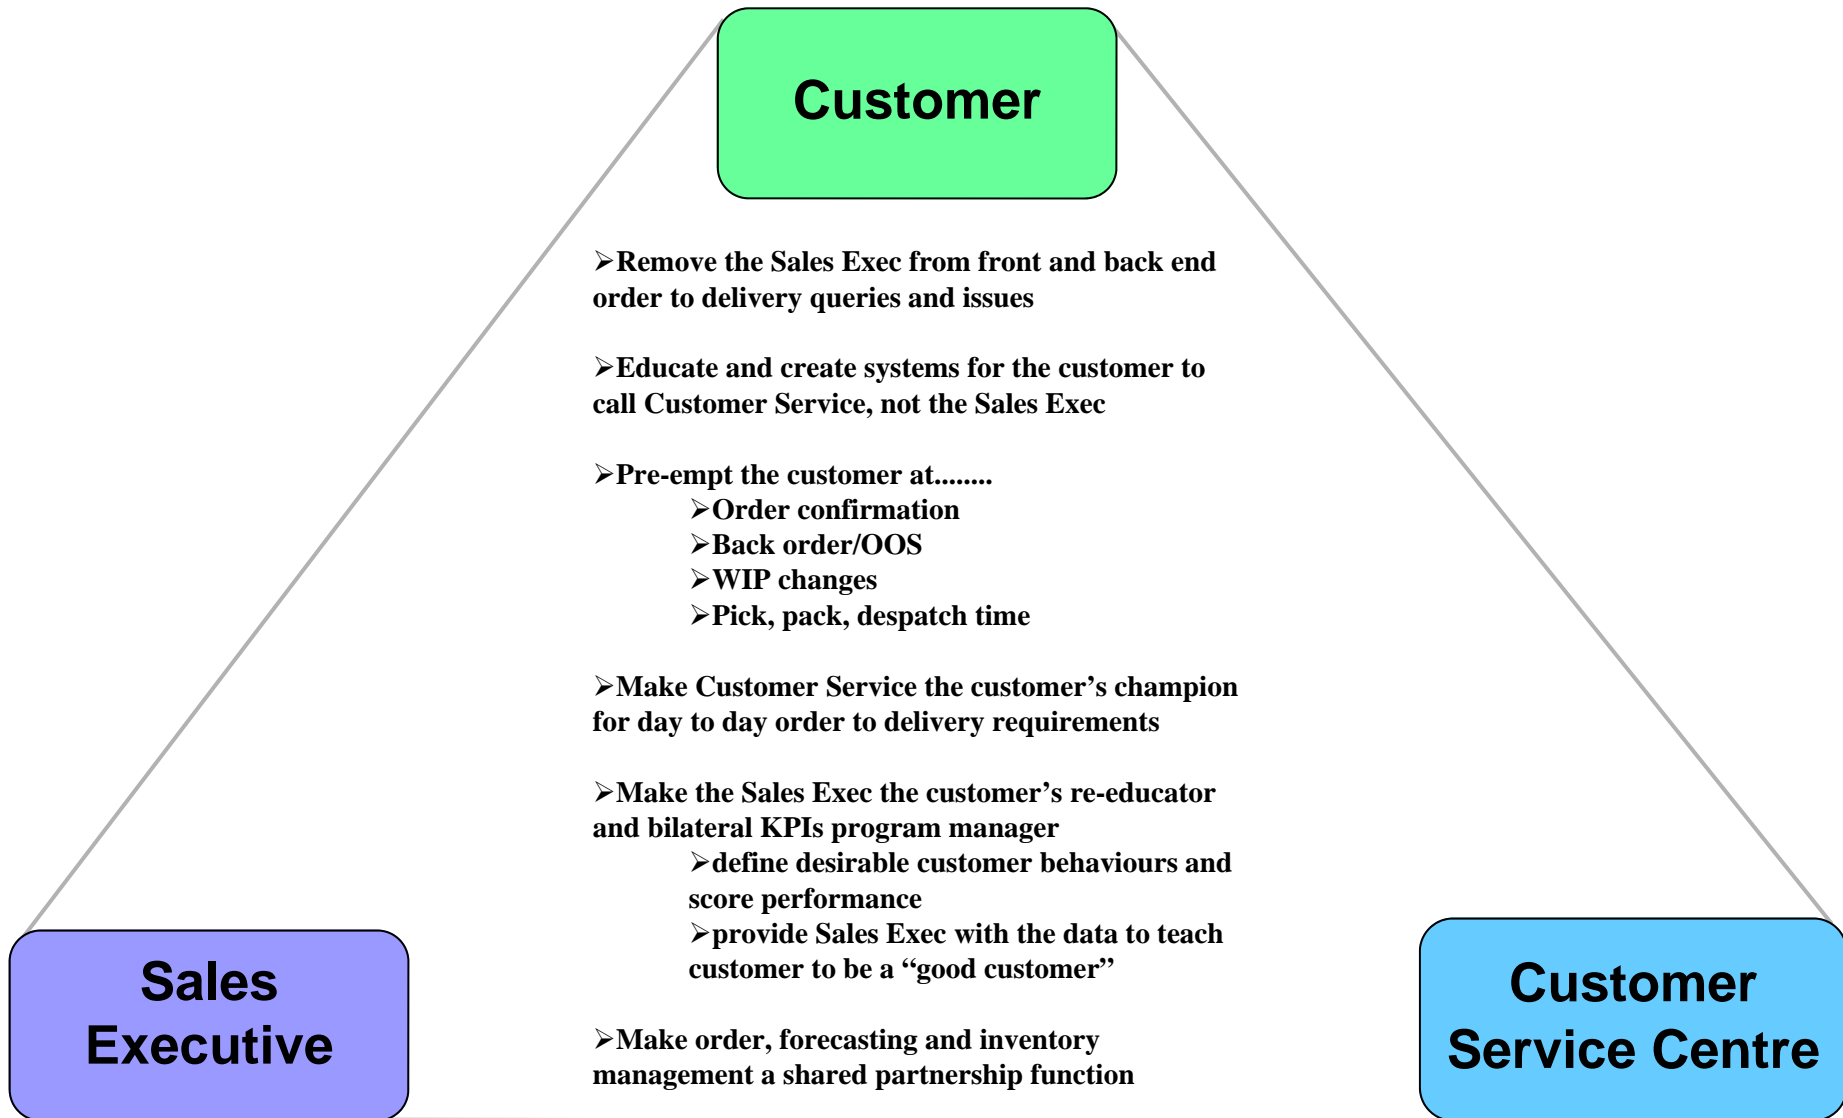 Customer
➢Remove the Sales Exec from front and back end
order to delivery queries and issues
➢Educate and create systems for the customer to
call Customer Service, not the Sales Exec
➢Pre-empt the customer at........
➢Order confirmation
➢Back order/OOS
➢WIP changes
➢Pick, pack, despatch time
➢Make Customer Service the customer’s champion
for day to day order to delivery requirements
➢Make the Sales Exec the customer’s re-educator
and bilateral KPIs program manager
➢define desirable customer behaviours and
score performance
➢provide Sales Exec with the data to teach
customer to be a “good customer”
➢Make order, forecasting and inventory
management a shared partnership function
Sales
Executive
Customer
Service Centre